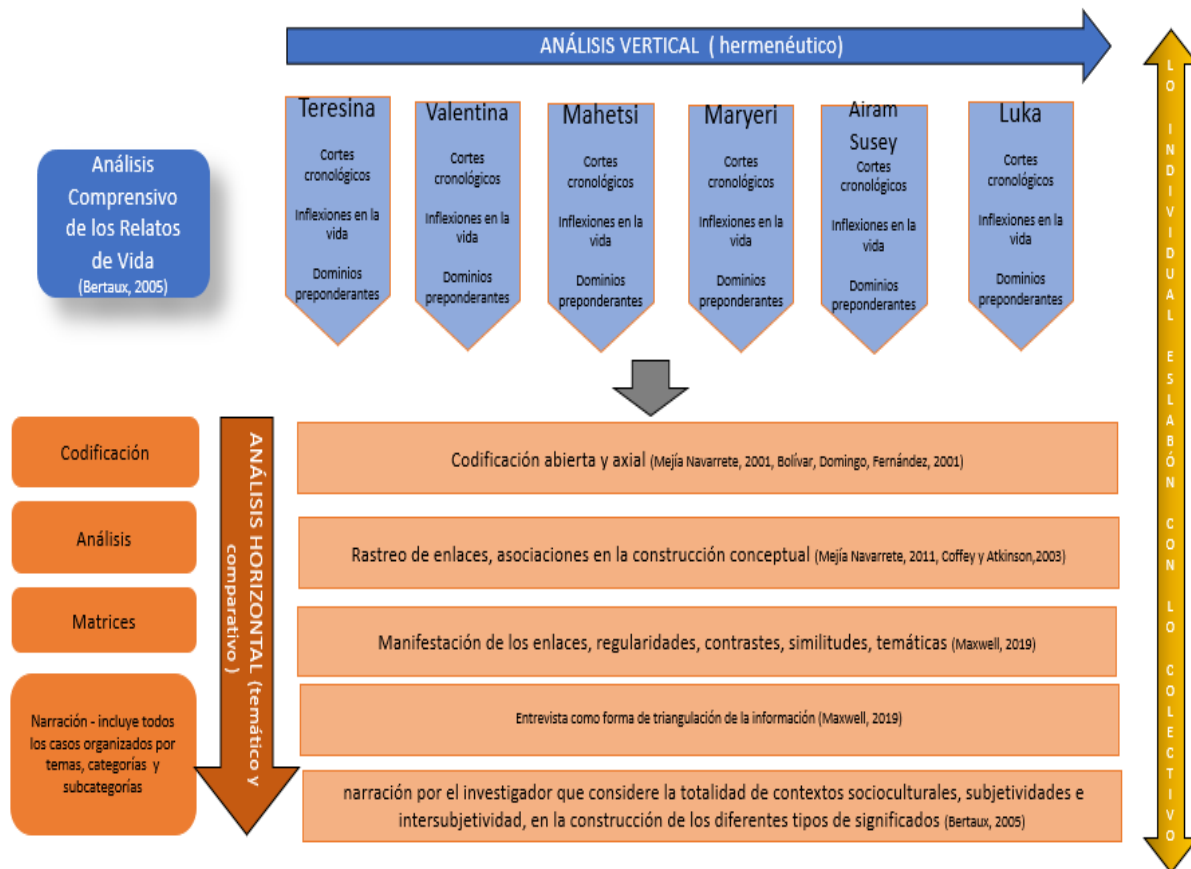 ANÁLISIS VERTICAL ( hermenéutico)
Análisis
Comprensivo
de los Relatos
de Vida
(Bertaux, 2005)
Teresina
Cortes
cronológicos
Inflexiones en la
vida
Dominios
preponderantes
Valentina
Cortes
cronológicos
Inflexiones en la
vida
Dominios
preponderantes
Mahetsi
Cortes
cronológicos
Inflexiones en la
vida
Dominios
preponderantes
Maryeri
Cortes
cronológicos
Inflexiones en la
vida
Dominios
preponderantes
Airam
Susey
Cortes
cronológicos
Inflexiones en la
vida
Dominios
preponderantes
Luka
Cortes
cronológicos
Inflexiones en la
vida
Dominios
preponderantes
Codificación
Análisis
Matrices
Narración - incluye todos
los casos organizados por
temas, categorías y
subcategorías
ANÁLISIS HORIZONTAL (temático y
comparativo )
Codificación abierta y axial (Mejía Navarrete, 2001, Bolívar, Domingo, Fernández, 2001)
Rastreo de enlaces, asociaciones en la construcción conceptual (Mejía Navarrete, 2011, Coffey y Atkinson,2003)
Manifestación de los enlaces, regularidades, contrastes, similitudes, temáticas (Maxwell, 2019)
Entrevista como forma de triangulación de la información (Maxwell, 2019)
narración por el investigador que considere la totalidad de contextos socioculturales, subjetividades e
intersubjetividad, en la construcción de los diferentes tipos de significados (Bertaux, 2005)
LO INDIVIDUAL ESLABÓN CON LO COLECTIVO